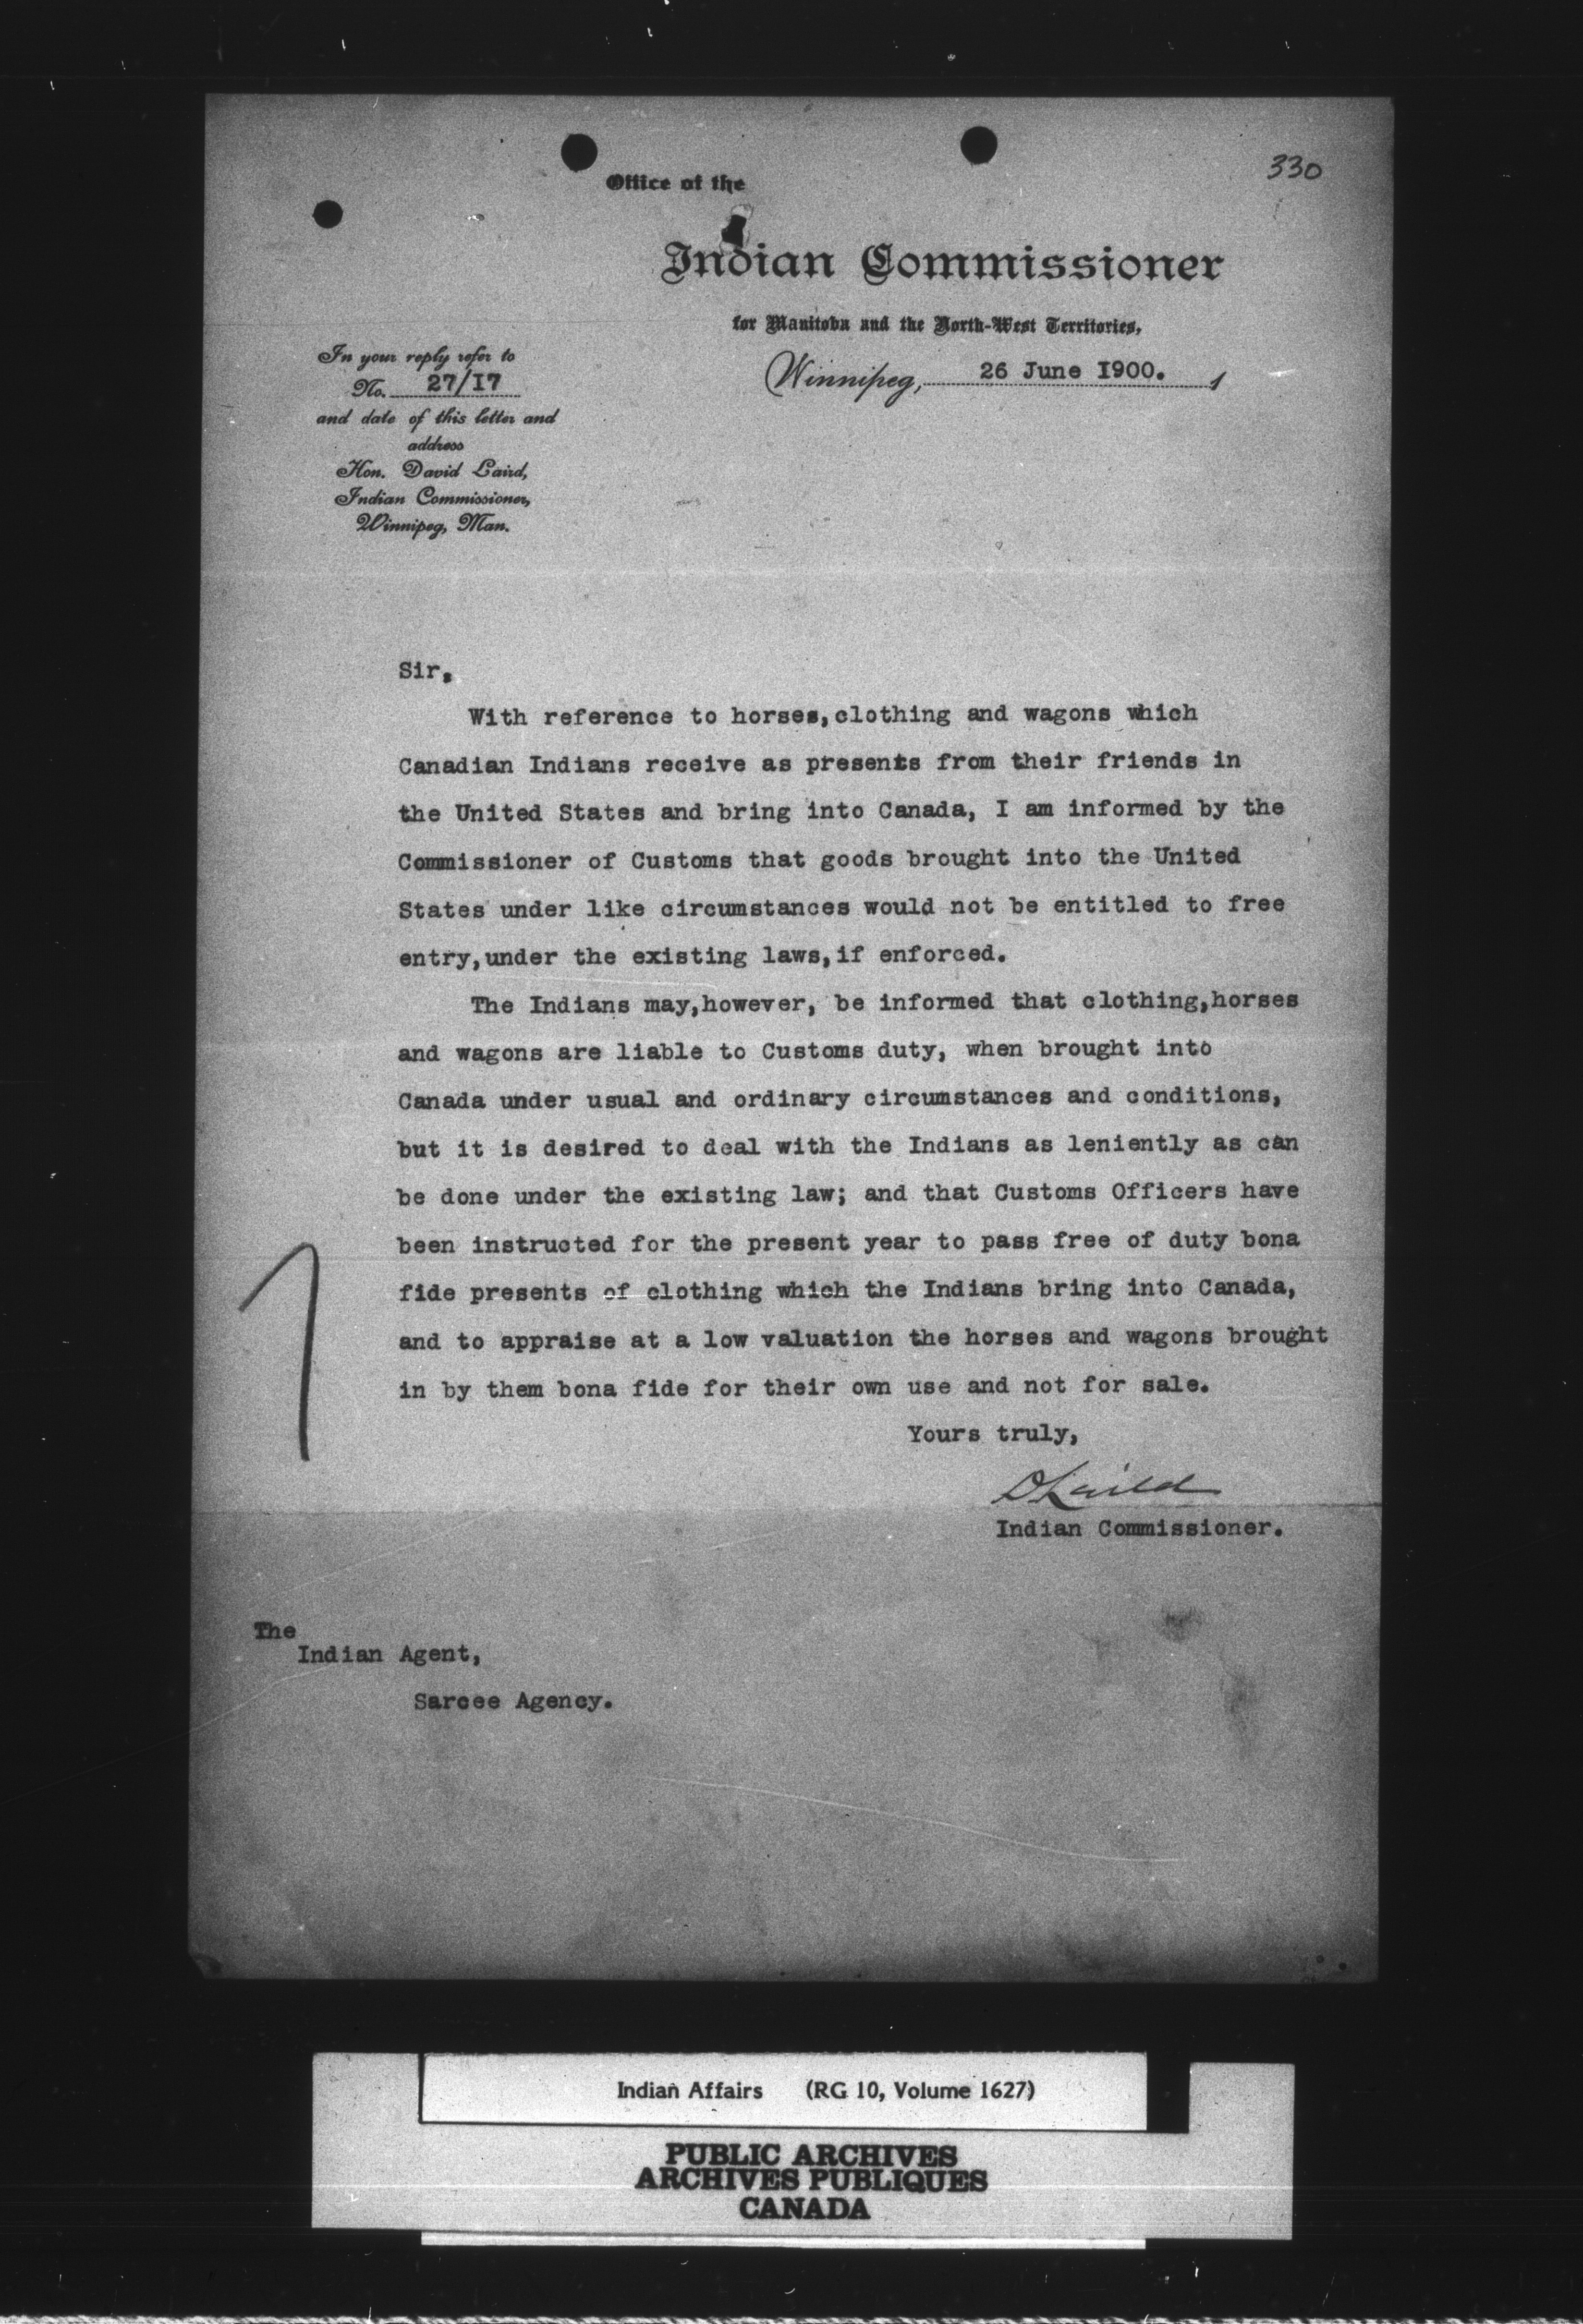 330
Office of the
Indian Commissioner
for Manitoba and the North-West Territories,
Winnipeg, 26 June I900. 1
In your reply refer to
No. 27/I7
and date of this letter and
address
Hon. David Laird,
Indian Commissioner,
Winnipeg, Man.
Sir,
With reference to horses,clothing and wagons which
Canadian Indians receive as presents from their friends in
the United States and bring into Canada, I am informed by the
Commissioner of Customs that goods brought into the United
States under like circumstances would not be entitled to free
entry,under the existing laws,if enforced.
The Indians may,however, be informed that clothing,horses
and wagons are liable to Customs duty, when brought into
Canada under usual and ordinary circumstances and conditions,
but it is desired to deal with the Indians as leniently as can
be done under the existing law; and that Customs Officers have
been instructed for the present year to pass free of duty bona
fide presents of clothing which the Indians bring into Canada,
and to appraise at a low valuation the horses and wagons brought
in by them bona fide for their own use and not for sale.
Yours truly,
D Laird
Indian Commissioner.
The
Indian Agent,
Sarcee Agency.
Indian Affairs (RG 10, Volume 1627)
PUBLIC ARCHIVES
ARCHIVES PUBLIQUES
CANADA